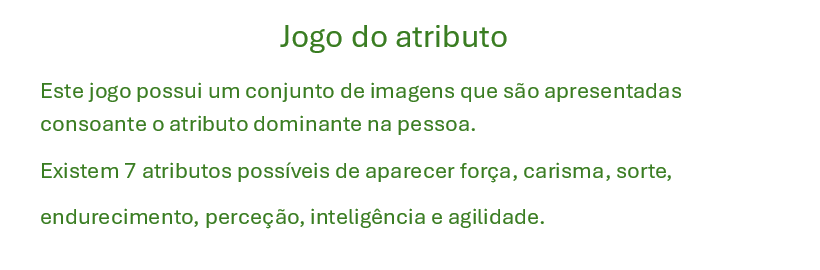 Jogo do atributo
Este jogo possui um conjunto de imagens que são apresentadas
consoante o atributo dominante na pessoa.
Existem 7 atributos possíveis de aparecer força, carisma, sorte,
endurecimento, perceção, inteligência e agilidade.